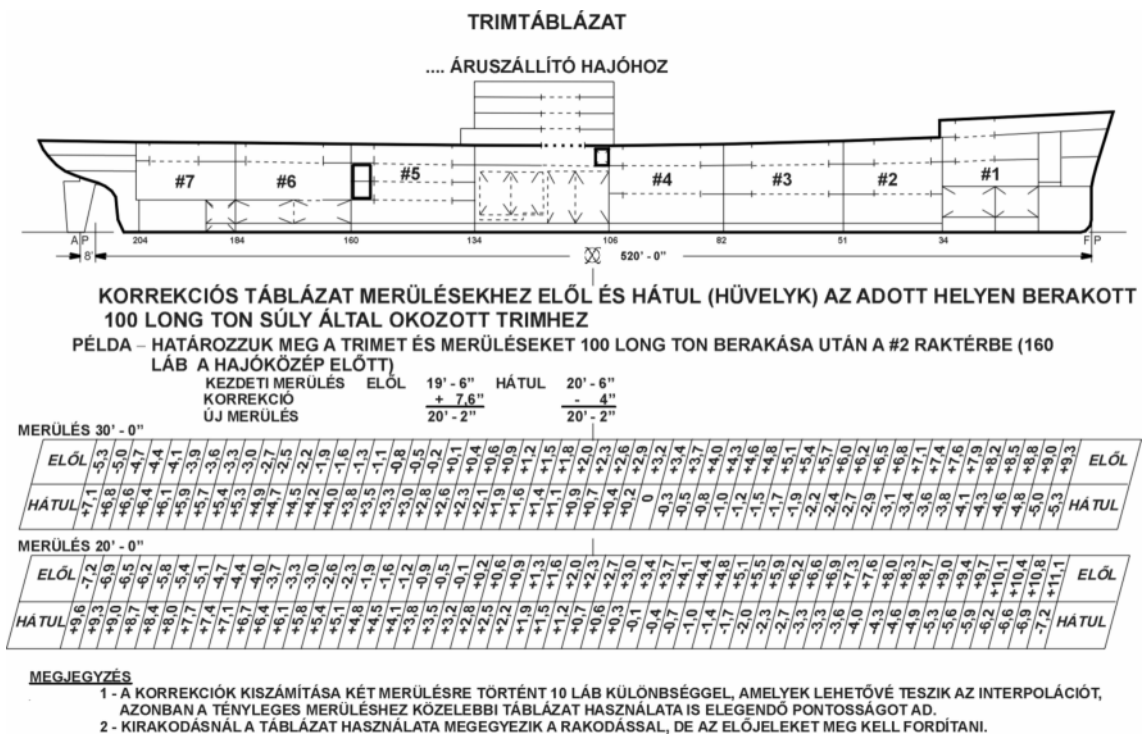 TRIMTÁBLÁZAT
.... ÁRUSZÁLLÍTÓ HAJÓHOZ
#7 #6 #5 #4 #3 #2 #1
A P 204 194 160 134 106 82 51 34 F P
8' 520' - 0"
KORREKCIÓS TÁBLÁZAT MERÜLÉSEKHEZ ELŐL ÉS HÁTUL (HÜVELYK) AZ ADOTT HELYEN BERAKOTT
100 LONG TON SÚLY ÁLTAL OKOZOTT TRIMHEZ
PÉLDA – HATÁROZZUK MEG A TRIMET ÉS MERÜLÉSEKET 100 LONG TON BERAKÁSA UTÁN A #2 RAKTÉRBE (160
LÁB A HAJÓKÖZÉP ELŐTT)
KEZDETI MERÜLÉS ELŐL 19' - 6" HÁTUL 20' - 6"
KORREKCIÓ + 7,6" - 4"
ÚJ MERÜLÉS 20' - 2" 20' - 2"
MERÜLÉS 30' - 0"
ELŐL -5,3 -5,0 -4,7 -4,4 -4,1 -3,9 -3,6 -3,3 -3,0 -2,7 -2,5 -2,2 -1,9 -1,6 -1,3 -1,1 -0,8 -0,5 -0,2 +0,1 +0,4 +0,6 +0,9 +1,2 +1,5 +1,8 +2,0 +2,3 +2,6 +2,9 +3,2 +3,4 +3,7 +4,0 +4,3 +4,6 +4,8 +5,1 +5,4 +5,7 +6,0 +6,2 +6,5 +6,8 +7,1 +7,4 +7,6 +7,9 +8,2 +8,5 +8,8 +9,0 +9,3 ELŐL
HÁTUL +7,1 +6,8 +6,6 +6,4 +6,1 +5,9 +5,7 +5,4 +5,3 +4,9 +4,7 +4,5 +4,2 +4,0 +3,8 +3,5 +3,3 +3,0 +2,8 +2,6 +2,3 +2,1 +1,9 +1,6 +1,4 +1,1 +0,9 +0,7 +0,4 +0,2 0 -0,3 -0,5 -0,8 -1,0 -1,2 -1,5 -1,7 -1,9 -2,2 -2,4 -2,7 -2,9 -3,1 -3,4 -3,6 -3,8 -4,1 -4,3 -4,6 -4,8 -5,0 -5,3 HÁTUL
MERÜLÉS 20' - 0"
ELŐL -7,2 -6,9 -6,5 -6,2 -5,8 -5,4 -5,1 -4,7 -4,4 -4,0 -3,7 -3,3 -3,0 -2,6 -2,3 -1,9 -1,6 -1,2 -0,9 -0,5 -0,1 +0,2 +0,6 +0,9 +1,3 +1,6 +2,0 +2,3 +2,7 +3,0 +3,4 +3,7 +4,1 +4,4 +4,8 +5,1 +5,5 +5,9 +6,2 +6,6 +6,9 +7,3 +7,6 +8,0 +8,3 +8,7 +9,0 +9,4 +9,7 +10,1 +10,4 +10,8 +11,1 ELŐL
HÁTUL +9,6 +9,3 +9,0 +8,7 +8,4 +8,0 +7,7 +7,4 +7,1 +6,7 +6,4 +6,1 +5,8 +5,4 +5,1 +4,8 +4,5 +4,1 +3,8 +3,5 +3,2 +2,8 +2,5 +2,2 +1,9 +1,5 +1,2 +0,7 +0,6 +0,3 -0,1 -0,4 -0,7 -1,0 -1,4 -1,7 -2,0 -2,3 -2,7 -3,3 -3,3 -3,6 -4,0 -4,3 -4,6 -4,9 -5,3 -5,6 -5,9 -6,2 -6,6 -6,9 -7,2 HÁTUL
MEGJEGYZÉS
1 - A KORREKCIÓK KISZÁMÍTÁSA KÉT MERÜLÉSRE TÖRTÉNT 10 LÁB KÜLÖNBSÉGGEL, AMELYEK LEHETŐVÉ TESZIK AZ INTERPOLÁCIÓT,
AZONBAN A TÉNYLEGES MERÜLÉSHEZ KÖZELEBBI TÁBLÁZAT HASZNÁLATA IS ELEGENDŐ PONTOSSÁGOT AD.
2 - KIRAKODÁSNÁL A TÁBLÁZAT HASZNÁLATA MEGEGYEZIK A RAKODÁSSAL, DE AZ ELŐJELEKET MEG KELL FORDÍTANI.